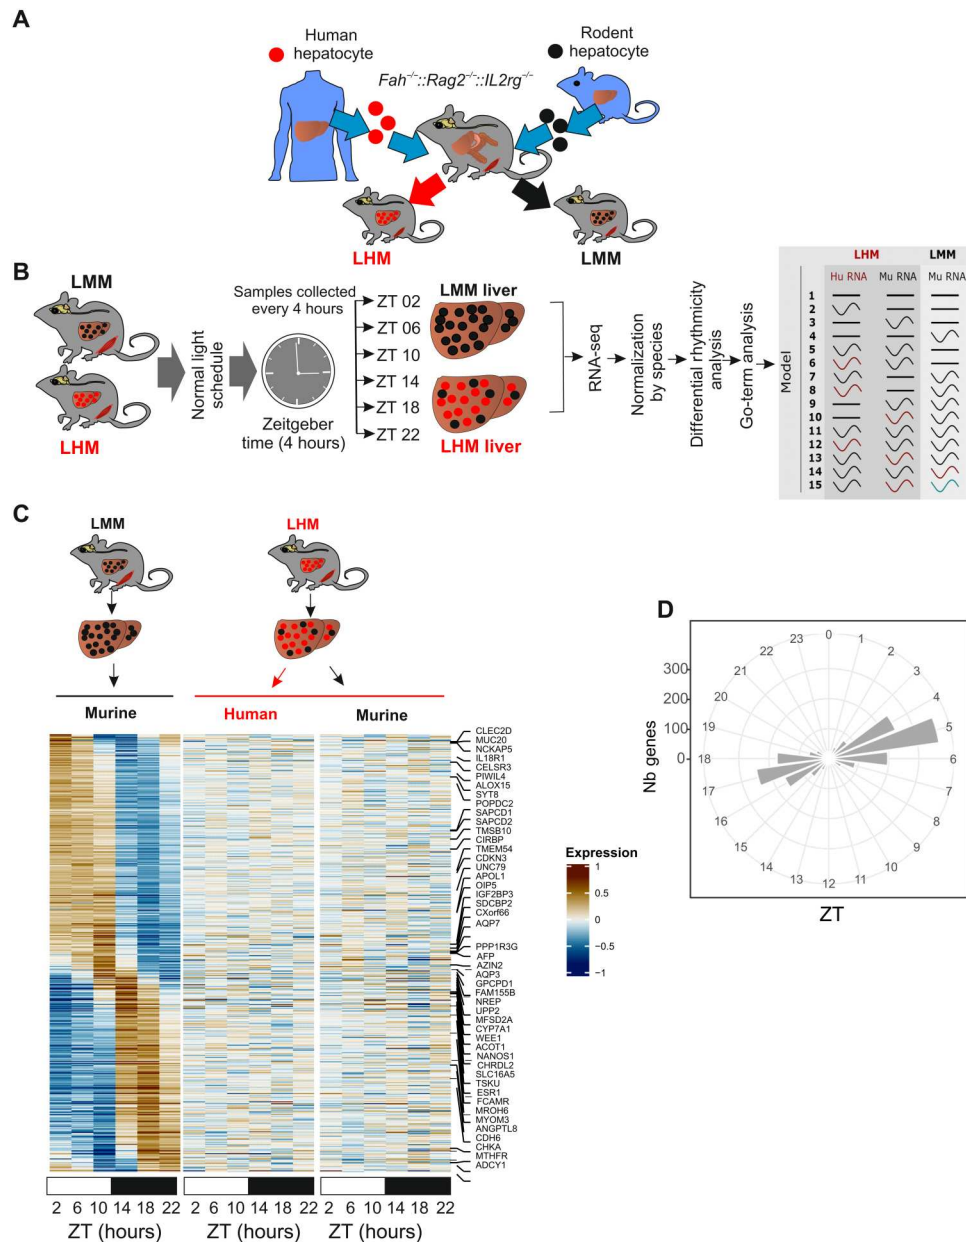 A
Human
hepatocyte
Rodent
hepatocyte
Fah⁻/⁻::Rag2⁻/⁻::IL2rg⁻/⁻
LHM
LMM
B
LMM
LHM
Normal light
schedule
Samples collected
every 4 hours
Zeitgeber
time (4 hours)
ZT 02
ZT 06
ZT 10
ZT 14
ZT 18
ZT 22
LMM liver
LHM liver
RNA-seq
Normalization
by species
Differential rhythmicity
analysis
Go-term analysis
Model
LHM LMM
Hu RNA Mu RNA Mu RNA
1
2
3
4
5
6
7
8
9
10
11
12
13
14
15
C
LMM
LHM
Murine
Human
Murine
CLEC2D
MUC20
NCKAP5
IL18R1
CELSR3
PIWIL4
ALOX15
SYT8
POPDC2
SAPCD1
SAPCD2
TMSB10
CIRBP
TMEM54
CDKN3
UNC79
APOL1
OIP5
IGF2BP3
SDCBP2
CXorf66
AQP7
PPP1R3G
AFP
AZIN2
AQP3
GPCPD1
FAM155B
NREP
UPP2
MFSD2A
CYP7A1
WEE1
ACOT1
NANOS1
CHRDL2
SLC16A5
TSKU
ESR1
FCAMR
MROH6
MYOM3
ANGPTL8
CDH6
CHKA
MTHFR
ADCY1
2 6 10 14 18 22
2 6 10 14 18 22
2 6 10 14 18 22
ZT (hours)
ZT (hours)
ZT (hours)
Expression
1
0.5
0
−0.5
−1
D
Nb genes
300
200
100
0
0
1
2
3
4
5
6
7
8
9
10
11
12
13
14
15
16
17
18
19
20
21
22
23
ZT